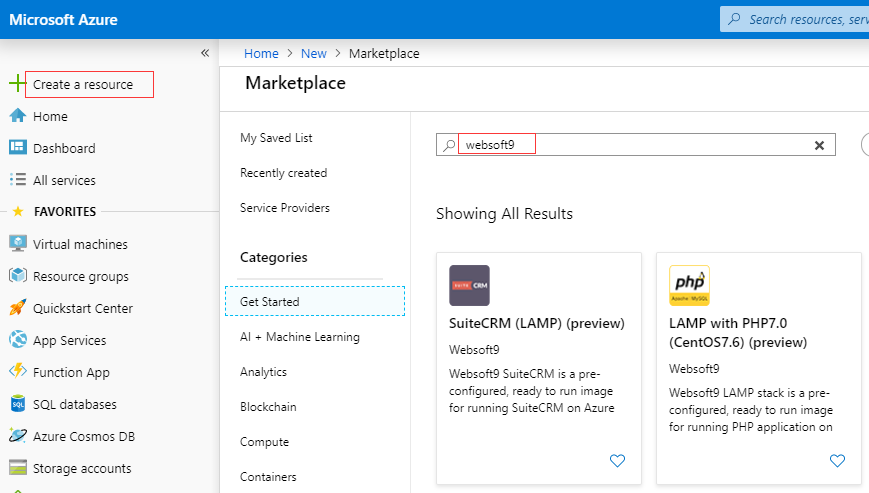 Microsoft Azure
Search resources, serv
«
Home > New > Marketplace
Marketplace
Create a resource
Home
Dashboard
All services
FAVORITES
Virtual machines
Resource groups
Quickstart Center
App Services
Function App
SQL databases
Azure Cosmos DB
Storage accounts
My Saved List
Recently created
Service Providers
Categories
Get Started
AI + Machine Learning
Analytics
Blockchain
Compute
Containers
websoft9
Showing All Results
SUITE CRM
SuiteCRM (LAMP) (preview)
Websoft9
Websoft9 SuiteCRM is a pre-
configured, ready to run image
for running SuiteCRM on Azure
php
Apache+MySQL
LAMP with PHP7.0
(CentOS7.6) (preview)
Websoft9
Websoft9 LAMP stack is a pre-
configured, ready to run image
for running PHP application on